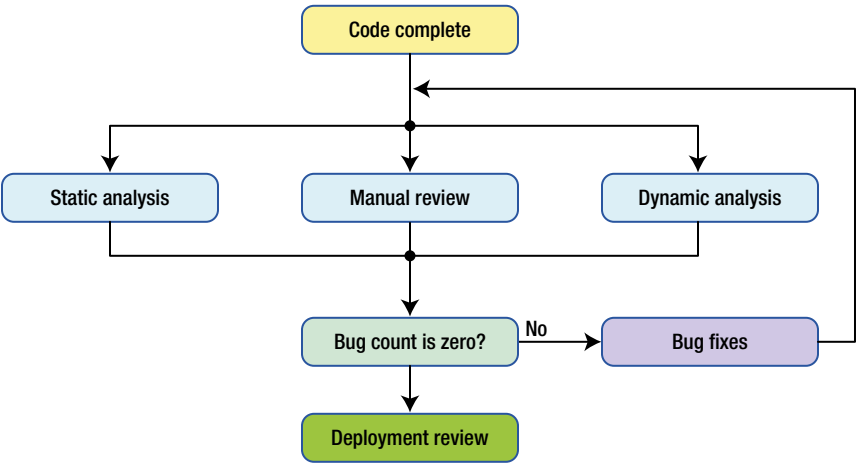 Code complete
Static analysis
Manual review
Dynamic analysis
Bug count is zero?
No
Bug fixes
Deployment review